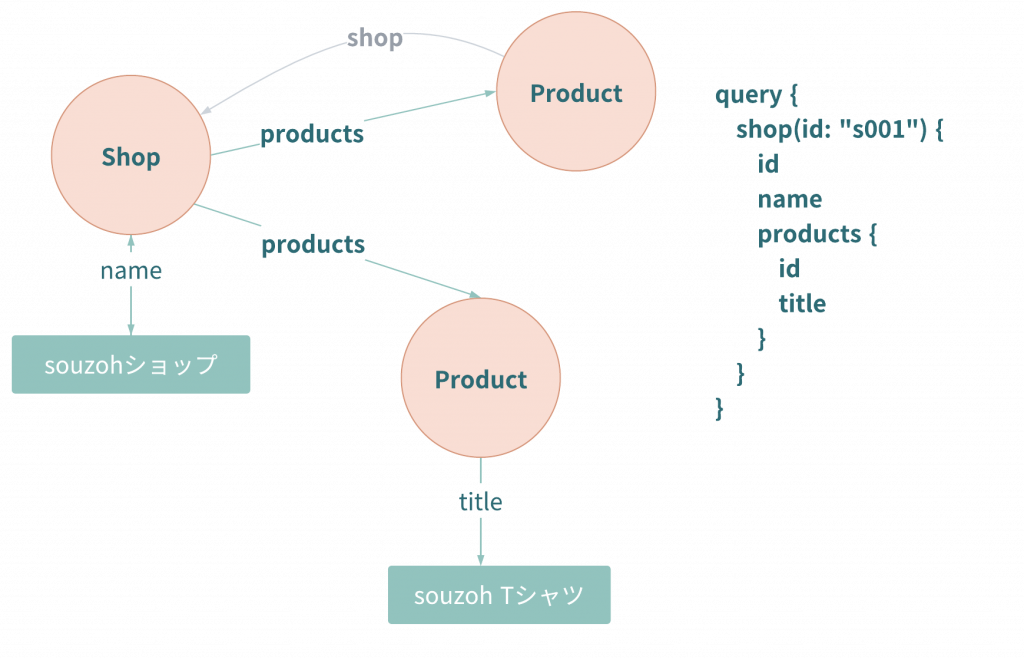 shop
Product
products
Shop
products
name
souzohショップ
Product
title
souzoh Tシャツ
query {
shop(id: "s001") {
id
name
products {
id
title
}
}
}